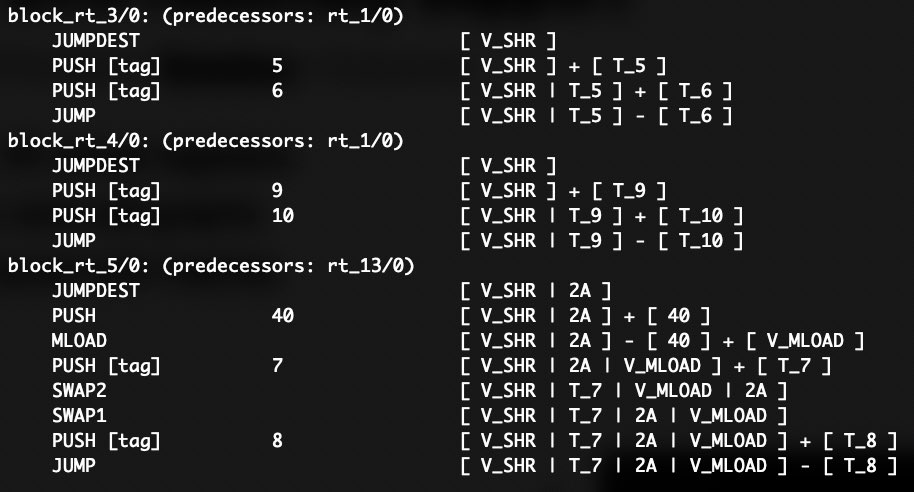 block_rt_3/0: (predecessors: rt_1/0)
JUMPDEST [ V_SHR ]
PUSH [tag] 5 [ V_SHR ] + [ T_5 ]
PUSH [tag] 6 [ V_SHR | T_5 ] + [ T_6 ]
JUMP [ V_SHR | T_5 ] - [ T_6 ]
block_rt_4/0: (predecessors: rt_1/0)
JUMPDEST [ V_SHR ]
PUSH [tag] 9 [ V_SHR ] + [ T_9 ]
PUSH [tag] 10 [ V_SHR | T_9 ] + [ T_10 ]
JUMP [ V_SHR | T_9 ] - [ T_10 ]
block_rt_5/0: (predecessors: rt_13/0)
JUMPDEST [ V_SHR | 2A ]
PUSH 40 [ V_SHR | 2A ] + [ 40 ]
MLOAD [ V_SHR | 2A ] - [ 40 ] + [ V_MLOAD ]
PUSH [tag] 7 [ V_SHR | 2A | V_MLOAD ] + [ T_7 ]
SWAP2 [ V_SHR | T_7 | V_MLOAD | 2A ]
SWAP1 [ V_SHR | T_7 | 2A | V_MLOAD ]
PUSH [tag] 8 [ V_SHR | T_7 | 2A | V_MLOAD ] + [ T_8 ]
JUMP [ V_SHR | T_7 | 2A | V_MLOAD ] - [ T_8 ]